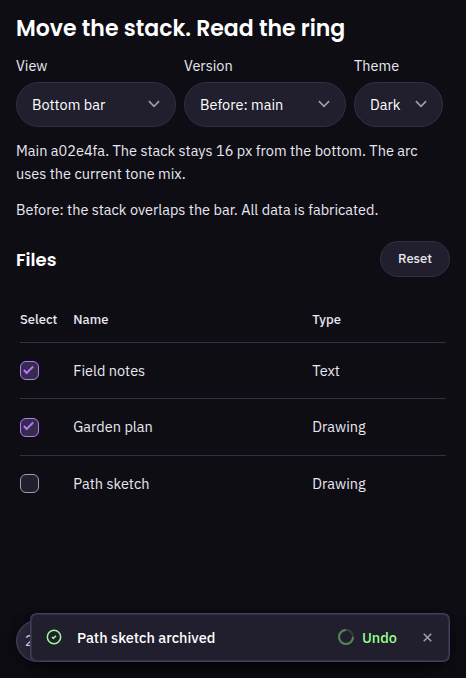 Move the stack. Read the ring
View Version Theme
Bottom bar Before: main Dark
Main a02e4fa. The stack stays 16 px from the bottom. The arc
uses the current tone mix.
Before: the stack overlaps the bar. All data is fabricated.
Files Reset
Select Name Type
Field notes Text
Garden plan Drawing
Path sketch Drawing
Path sketch archived Undo